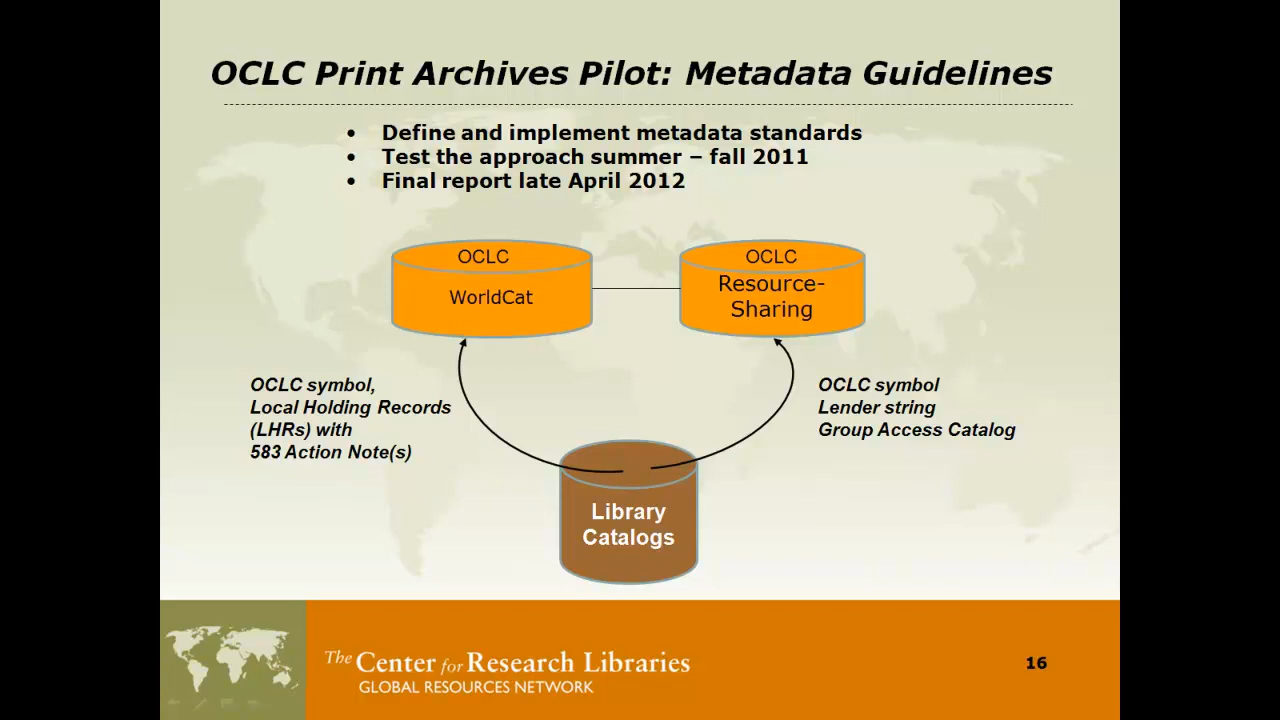 OCLC Print Archives Pilot: Metadata Guidelines
• Define and implement metadata standards
• Test the approach summer – fall 2011
• Final report late April 2012
OCLC
WorldCat
OCLC
Resource-
Sharing
OCLC symbol,
Local Holding Records
(LHRs) with
583 Action Note(s)
OCLC symbol
Lender string
Group Access Catalog
Library
Catalogs
The Center for Research Libraries
GLOBAL RESOURCES NETWORK
16